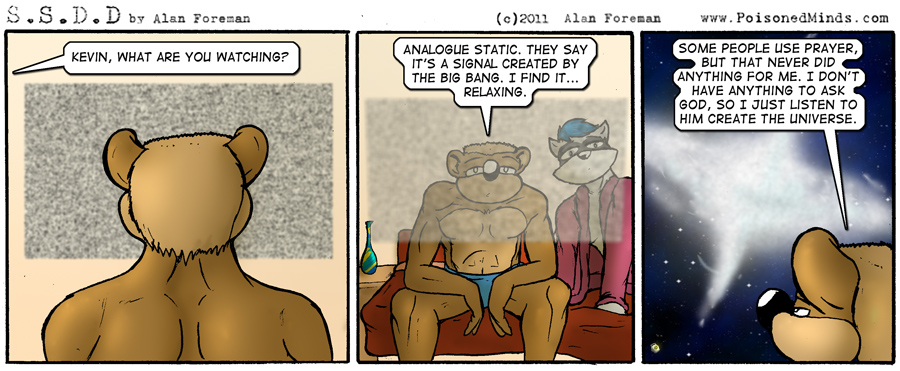 S.S.D.D by Alan Foreman (c)2011 Alan Foreman www.PoisonedMinds.com
KEVIN, WHAT ARE YOU WATCHING?
ANALOGUE STATIC. THEY SAY
IT'S A SIGNAL CREATED BY
THE BIG BANG. I FIND IT...
RELAXING.
SOME PEOPLE USE PRAYER,
BUT THAT NEVER DID
ANYTHING FOR ME. I DON'T
HAVE ANYTHING TO ASK
GOD, SO I JUST LISTEN TO
HIM CREATE THE UNIVERSE.